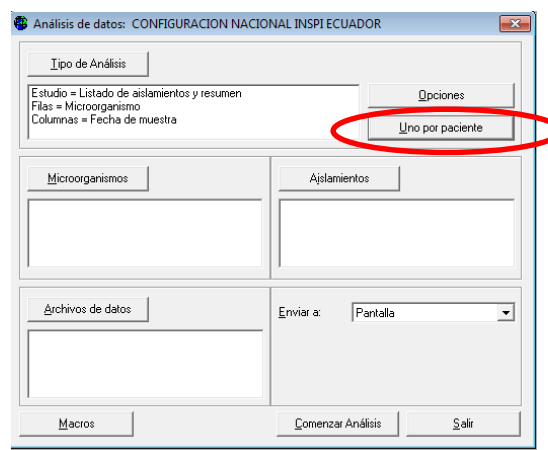 Análisis de datos: CONFIGURACION NACIONAL INSPI ECUADOR
Tipo de Análisis
Estudio = Listado de aislamientos y resumen
Filas = Microorganismo
Columnas = Fecha de muestra
Opciones
Uno por paciente
Microorganismos
Aislamientos
Archivos de datos
Enviar a: Pantalla
Macros
Comenzar Análisis
Salir